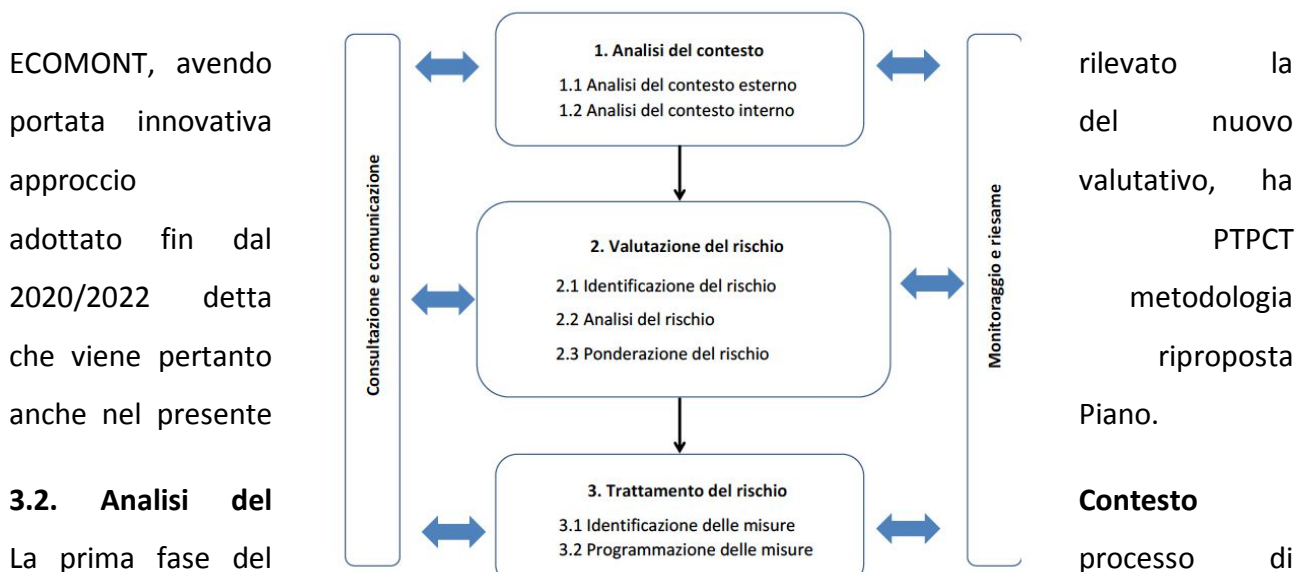 ECOMONT, avendo rilevato la
portata innovativa del nuovo
approccio valutativo, ha
adottato fin dal PTPCT
2020/2022 detta metodologia
che viene pertanto riproposta
anche nel presente Piano.
3.2. Analisi del Contesto
La prima fase del processo di
Consultazione e comunicazione
1. Analisi del contesto
1.1 Analisi del contesto esterno
1.2 Analisi del contesto interno
2. Valutazione del rischio
2.1 Identificazione del rischio
2.2 Analisi del rischio
2.3 Ponderazione del rischio
3. Trattamento del rischio
3.1 Identificazione delle misure
3.2 Programmazione delle misure
Monitoraggio e riesame